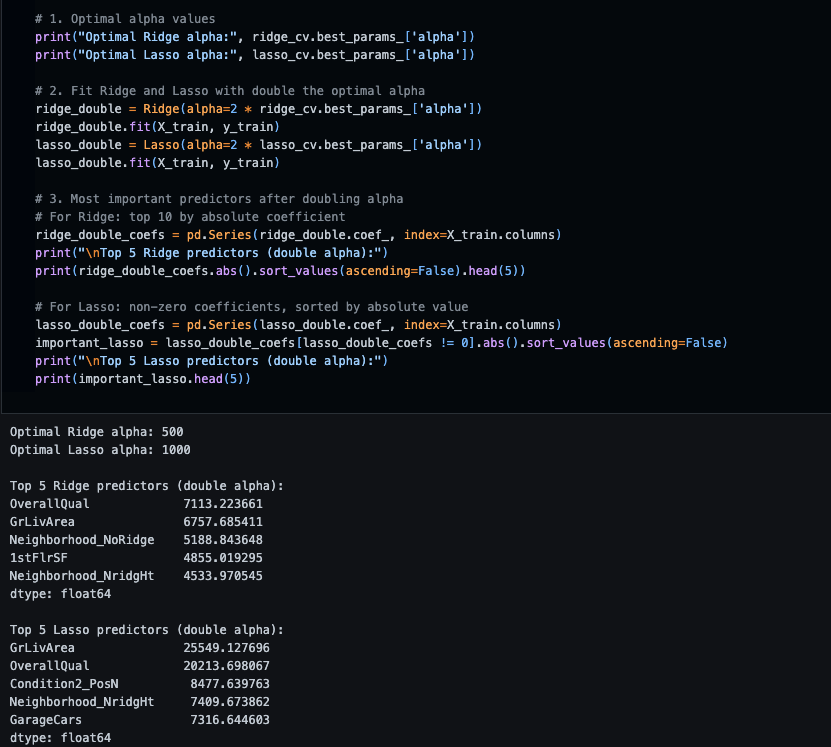 # 1. Optimal alpha values
print("Optimal Ridge alpha:", ridge_cv.best_params_['alpha'])
print("Optimal Lasso alpha:", lasso_cv.best_params_['alpha'])
# 2. Fit Ridge and Lasso with double the optimal alpha
ridge_double = Ridge(alpha=2 * ridge_cv.best_params_['alpha'])
ridge_double.fit(X_train, y_train)
lasso_double = Lasso(alpha=2 * lasso_cv.best_params_['alpha'])
lasso_double.fit(X_train, y_train)
# 3. Most important predictors after doubling alpha
# For Ridge: top 10 by absolute coefficient
ridge_double_coefs = pd.Series(ridge_double.coef_, index=X_train.columns)
print("\nTop 5 Ridge predictors (double alpha):")
print(ridge_double_coefs.abs().sort_values(ascending=False).head(5))
# For Lasso: non-zero coefficients, sorted by absolute value
lasso_double_coefs = pd.Series(lasso_double.coef_, index=X_train.columns)
important_lasso = lasso_double_coefs[lasso_double_coefs != 0].abs().sort_values(ascending=False)
print("\nTop 5 Lasso predictors (double alpha):")
print(important_lasso.head(5))
Optimal Ridge alpha: 500
Optimal Lasso alpha: 1000
Top 5 Ridge predictors (double alpha):
OverallQual 7113.223661
GrLivArea 6757.685411
Neighborhood_NoRidge 5188.843648
1stFlrSF 4855.019295
Neighborhood_NridgHt 4533.970545
dtype: float64
Top 5 Lasso predictors (double alpha):
GrLivArea 25549.127696
OverallQual 20213.698067
Condition2_PosN 8477.639763
Neighborhood_NridgHt 7409.673862
GarageCars 7316.644603
dtype: float64